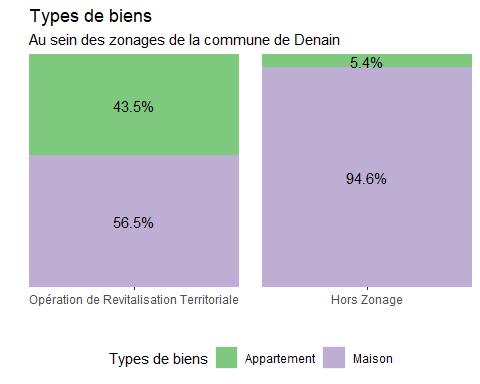 Types de biens
Au sein des zonages de la commune de Denain
5.4%
43.5%
94.6%
56.5%
Opération de Revitalisation Territoriale
Hors Zonage
Types de biens Appartement Maison